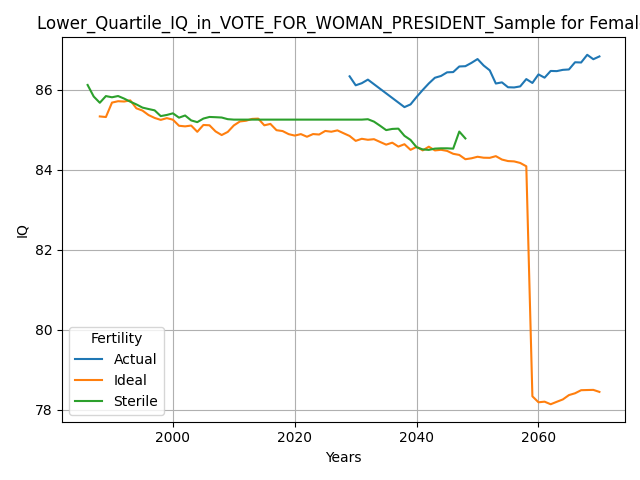 Lower_Quartile_IQ_in_VOTE_FOR_WOMAN_PRESIDENT_Sample for Femal
IQ
86
84
82
80
78
Fertility
Actual
Ideal
Sterile
2000
2020
2040
2060
Years